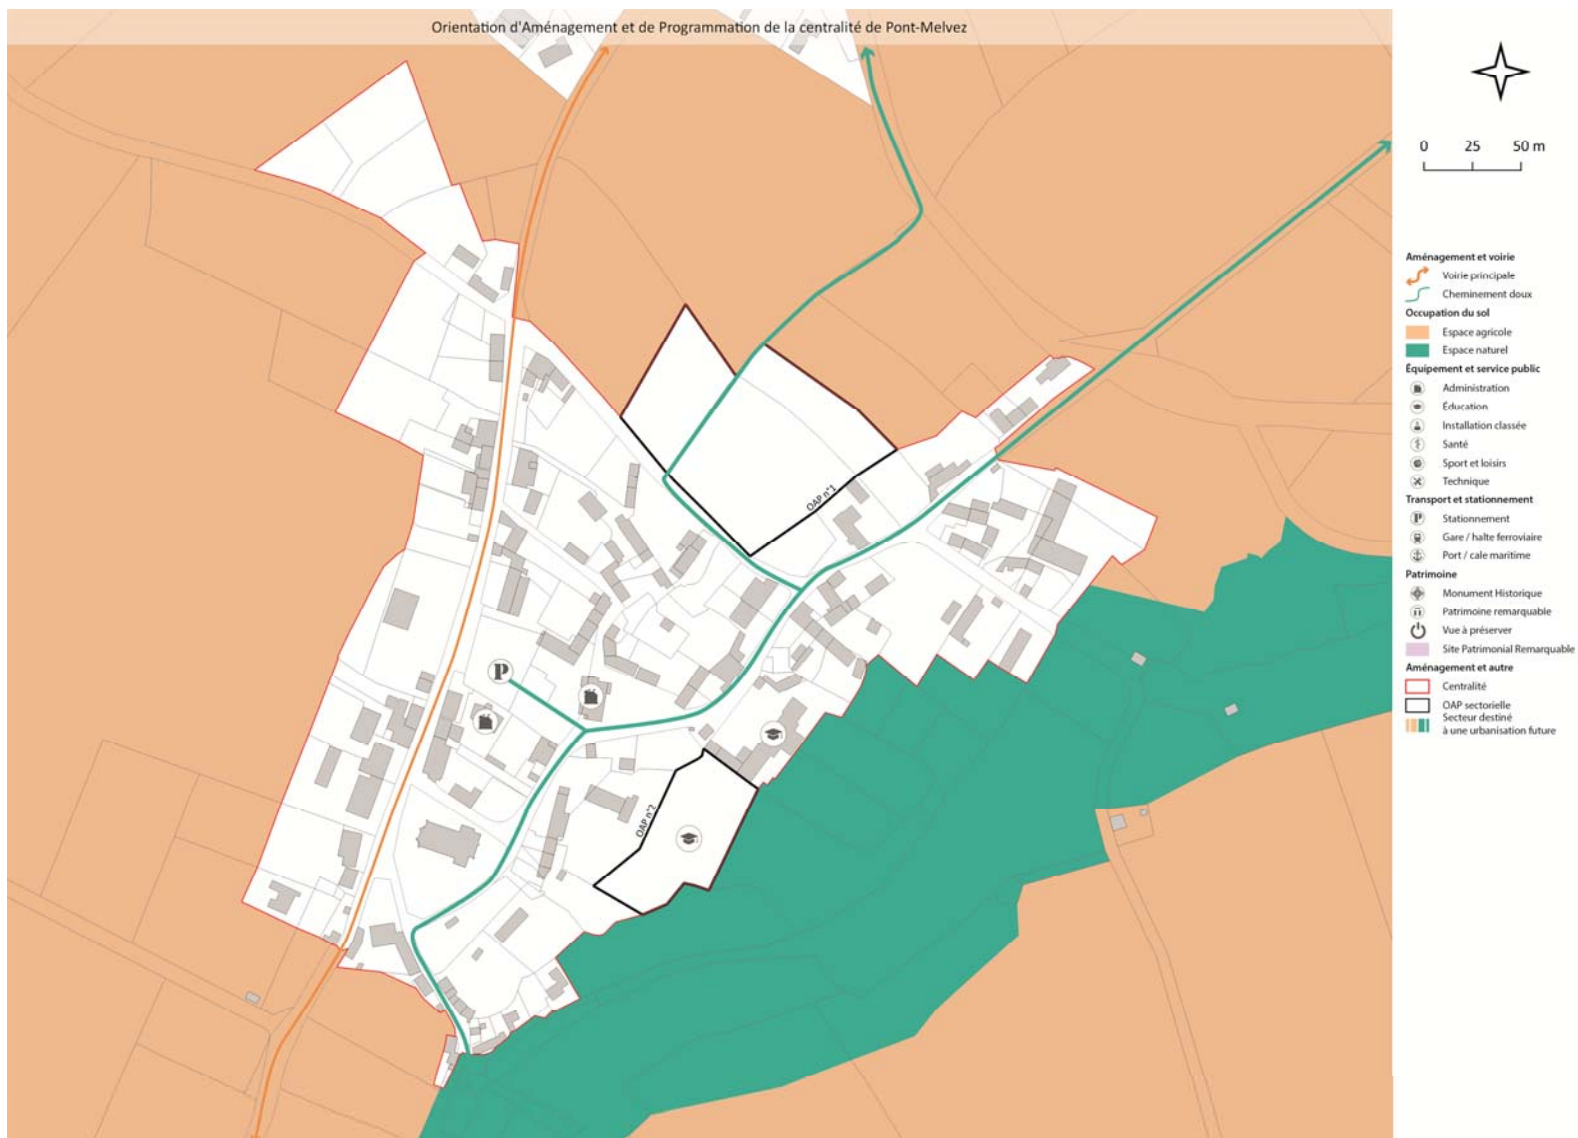 Orientation d'Aménagement et de Programmation de la centralité de Pont-Melvez
0 25 50 m
Aménagement et voirie
Voirie principale
Cheminement doux
Occupation du sol
Espace agricole
Espace naturel
Équipement et service public
Administration
Éducation
Installation classée
Santé
Sport et loisirs
Technique
Transport et stationnement
Stationnement
Gare / halte ferroviaire
Port / cale maritime
Patrimoine
Monument Historique
Patrimoine remarquable
Vue à préserver
Site Patrimonial Remarquable
Aménagement et autre
Centralité
OAP sectorielle
Secteur destiné
à une urbanisation future
OAP n°1
P
OAP n°2